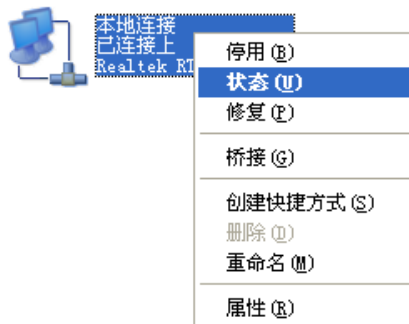 本地连接
已连接上
Realtek RT
停用(B)
状态(U)
修复(P)
桥接(G)
创建快捷方式(S)
删除(D)
重命名(M)
属性(R)